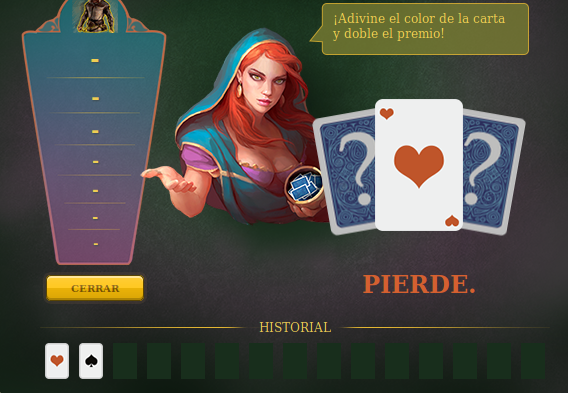 ¡Adivine el color de la carta
y doble el premio!
?
?
CERRAR
PIERDE.
HISTORIAL